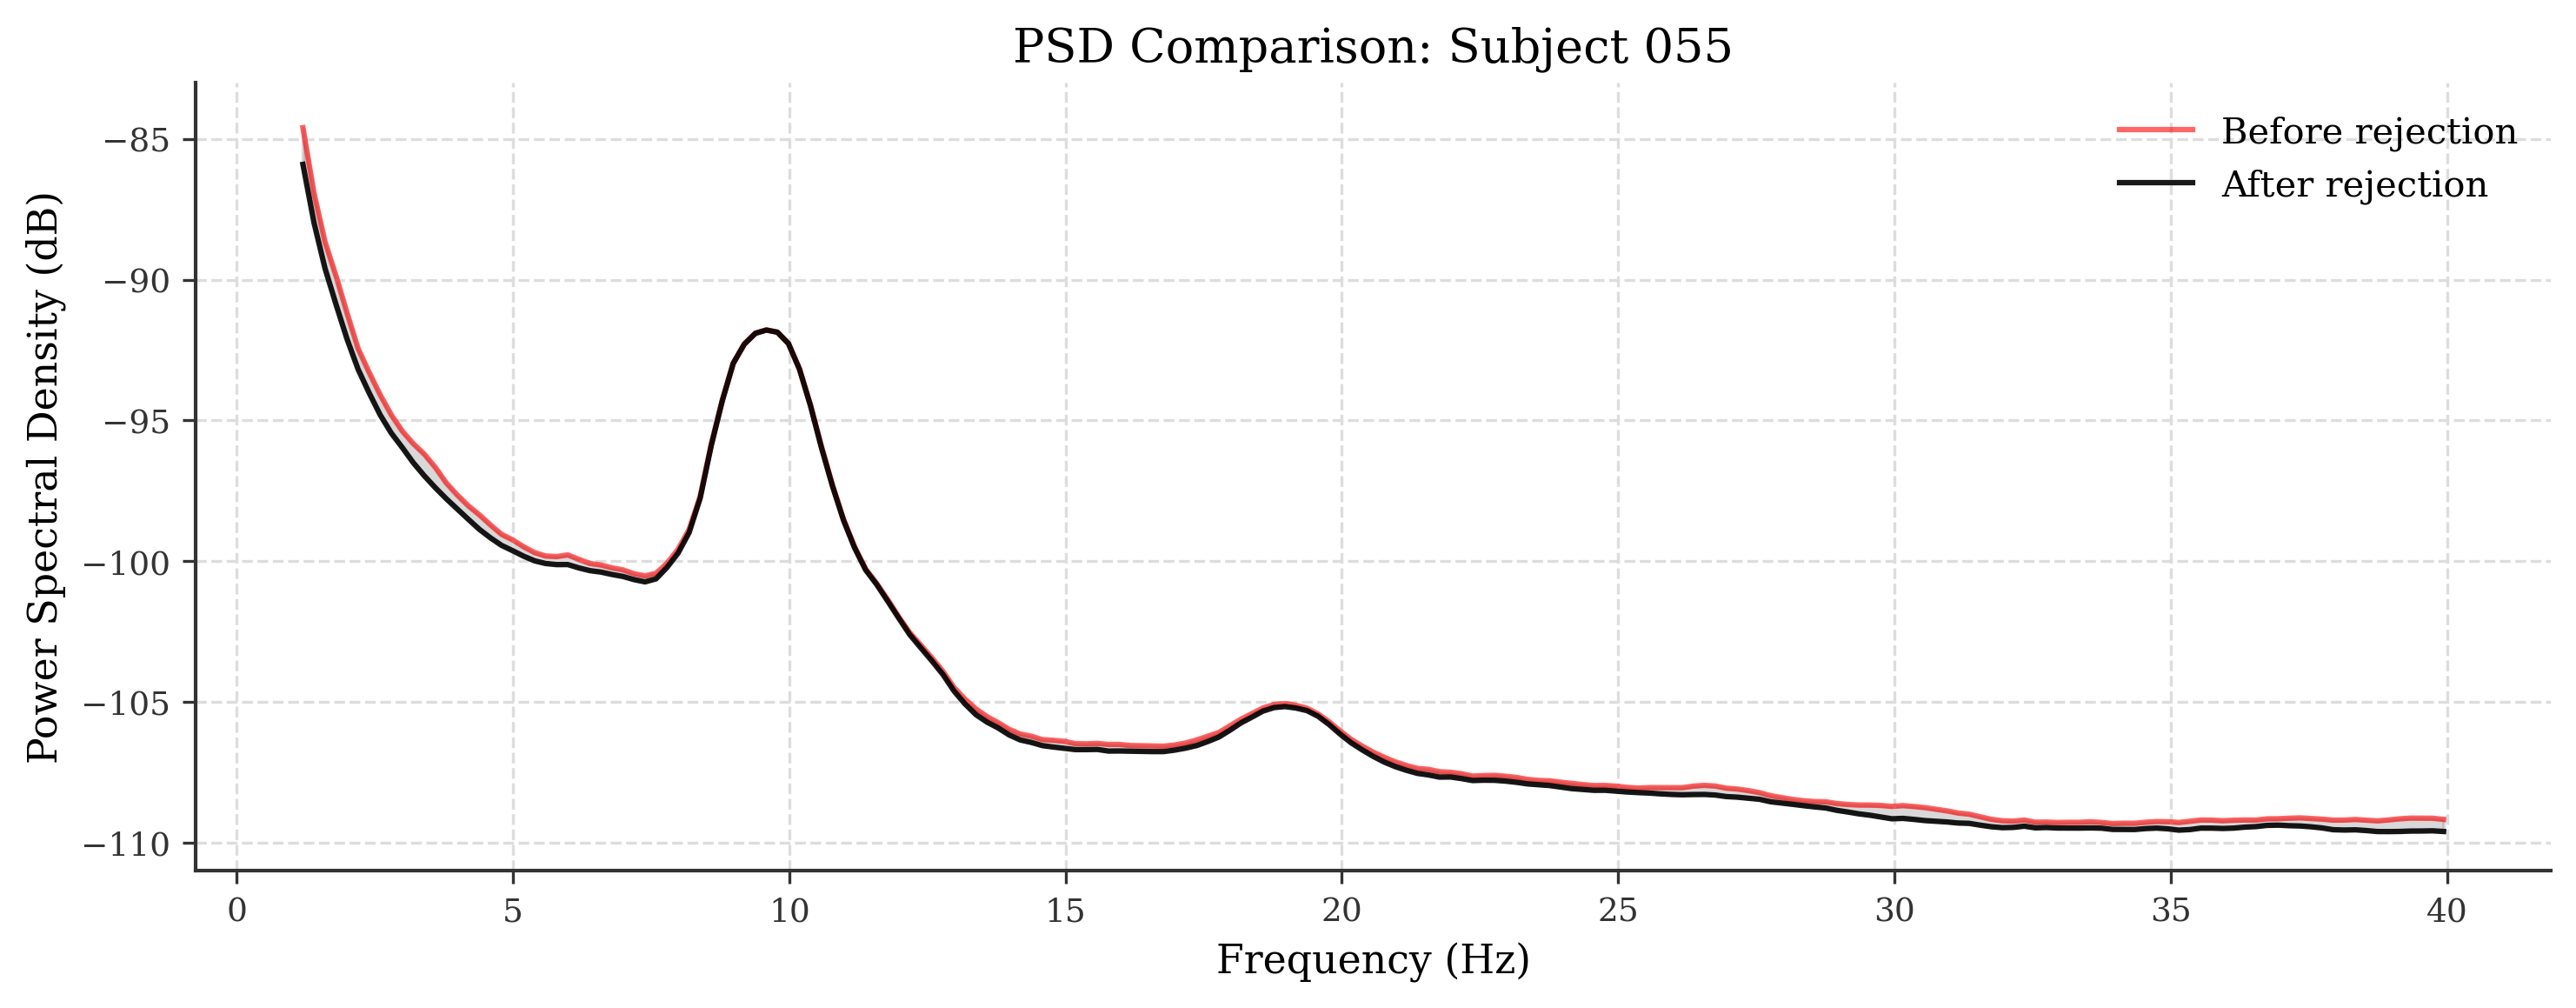 PSD Comparison: Subject 055
Before rejection
After rejection
Power Spectral Density (dB)
−85
−90
−95
−100
−105
−110
0 5 10 15 20 25 30 35 40
Frequency (Hz)